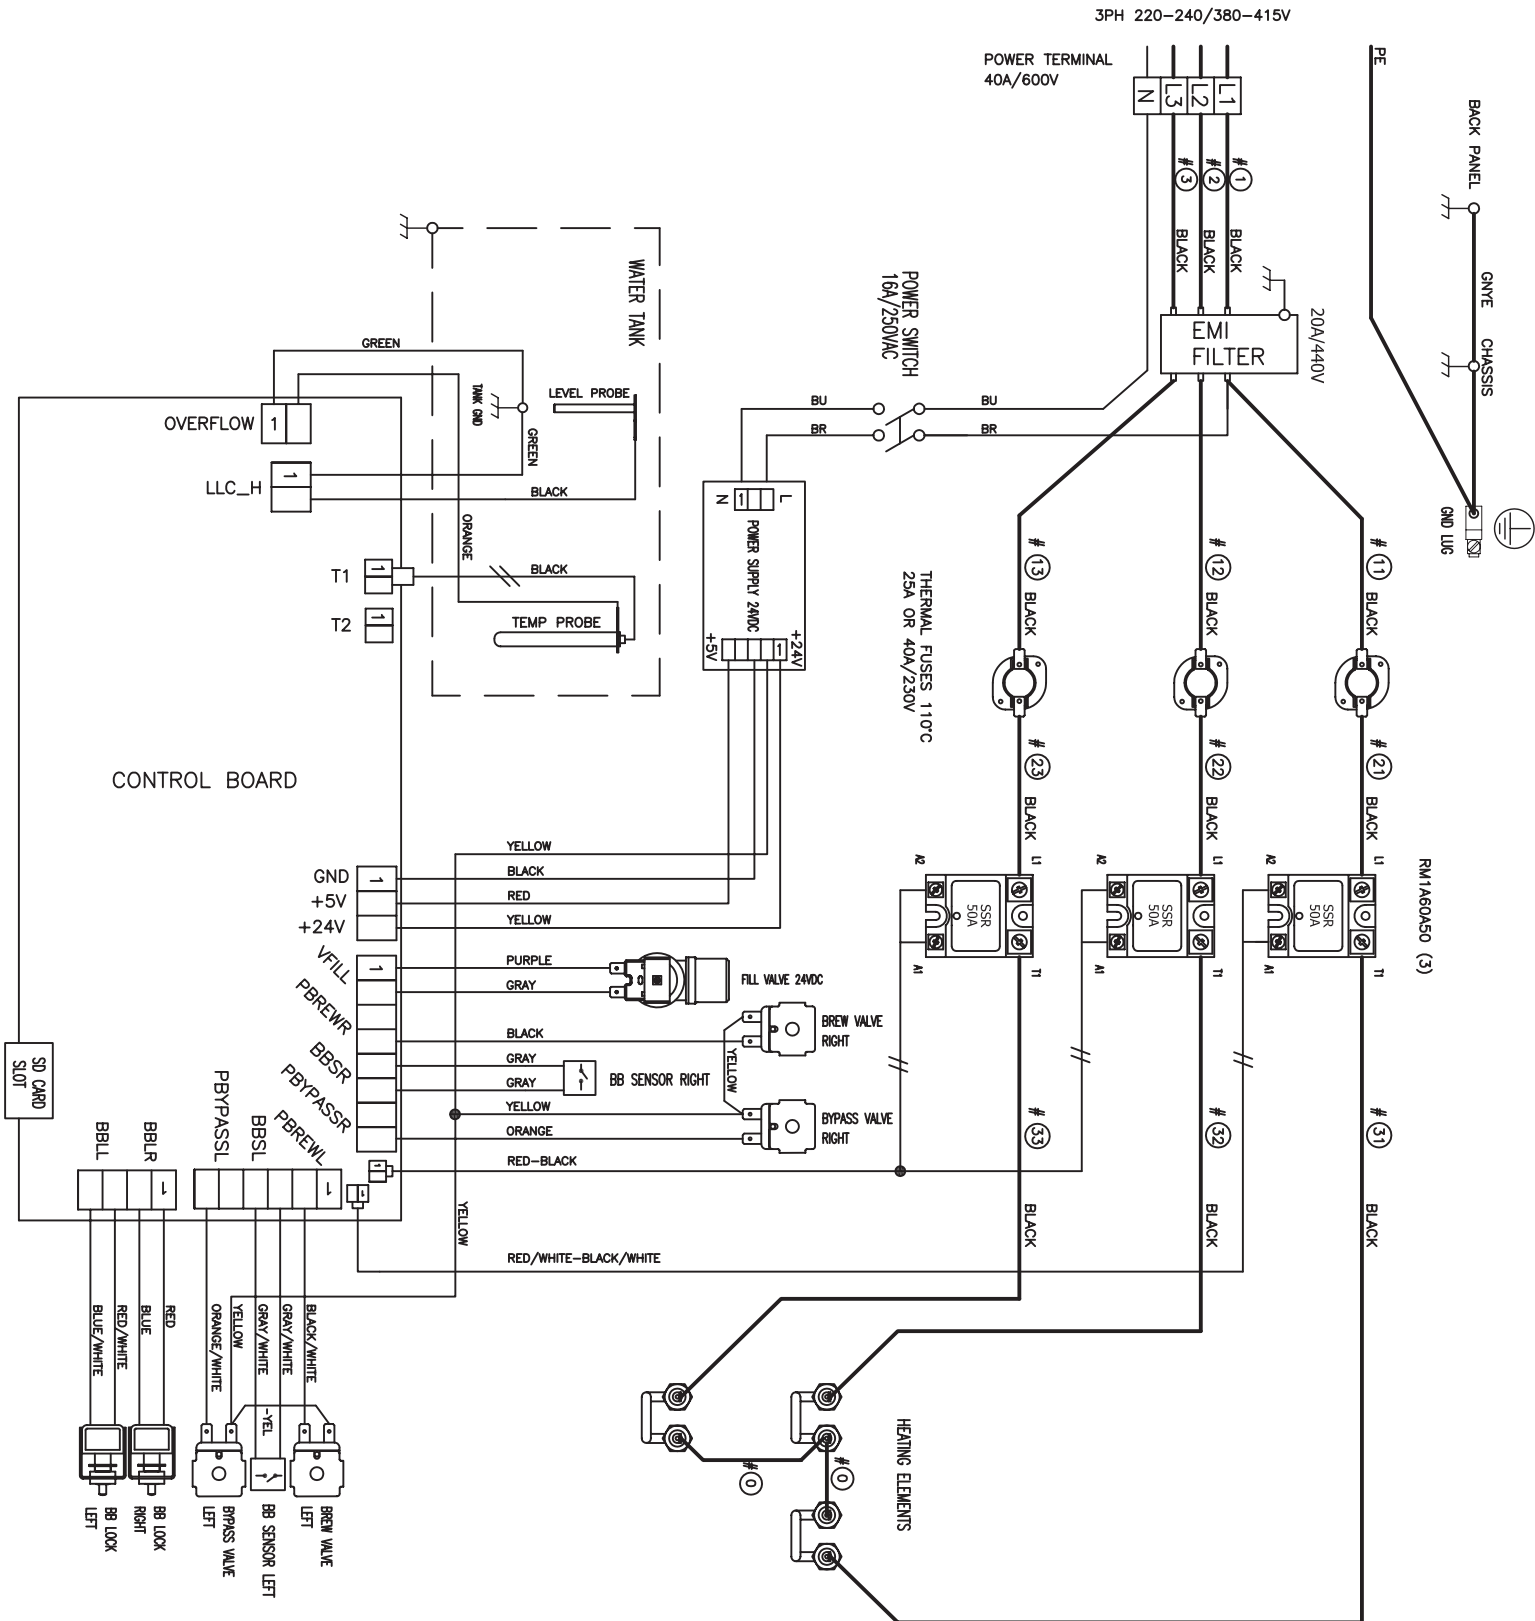 3PH 220-240/380-415V
POWER TERMINAL
40A/600V
PE
BACK PANEL
N
L3
L2
L1
#3
#2
#1
BLACK
BLACK
BLACK
GNYE
CHASSIS
WATER TANK
POWER SWITCH
16A/250VAC
EMI
FILTER
20A/440V
GREEN
TANK GND
LEVEL PROBE
BU
BU
BR
BR
OVERFLOW
1
GREEN
LLC_H
1
BLACK
N
1
L
GND LUG
ORANGE
POWER SUPPLY 24VDC
#13
#12
#11
T1
1
BLACK
THERMAL FUSES 110°C
25A OR 40A/230V
BLACK
BLACK
BLACK
T2
1
TEMP PROBE
+5V
1
+24V
#23
#22
#21
CONTROL BOARD
BLACK
BLACK
BLACK
YELLOW
A2
L1
A2
L1
A2
L1
RM1A60A50 (3)
GND
1
BLACK
+5V
RED
+24V
YELLOW
SSR
50A
SSR
50A
SSR
50A
VFILL
1
PURPLE
GRAY
FILL VALVE 24VDC
A1
T1
A1
T1
A1
T1
PBREWR
BLACK
BREW VALVE
RIGHT
BBSR
GRAY
GRAY
BB SENSOR RIGHT
YELLOW
PBYPASSR
YELLOW
ORANGE
BYPASS VALVE
RIGHT
#33
#32
#31
SD CARD
SLOT
BBLL
BBLR
1
PBYPASSL
BBSL
PBREWL
1
1
1
RED-BLACK
YELLOW
BLACK
BLACK
BLACK
RED/WHITE-BLACK/WHITE
BLUE/WHITE
RED/WHITE
BLUE
RED
ORANGE/WHITE
YELLOW
GRAY/WHITE
GRAY/WHITE
BLACK/WHITE
-YEL
HEATING ELEMENTS
#0
#0
BB LOCK
LEFT
BB LOCK
RIGHT
BYPASS VALVE
LEFT
BB SENSOR LEFT
BREW VALVE
LEFT